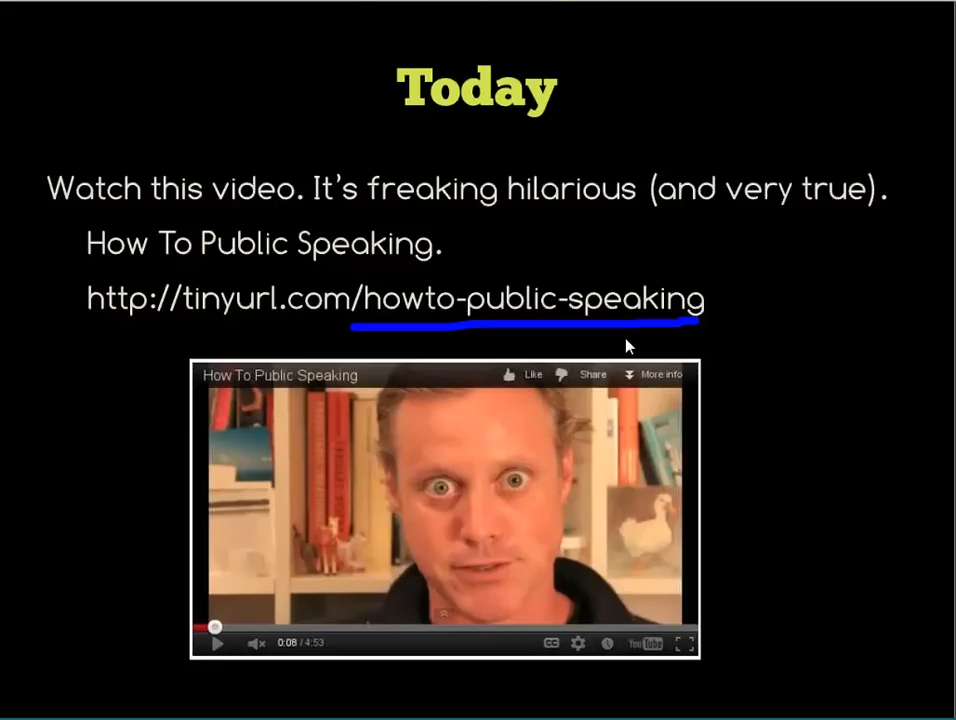 Today
Watch this video. It's freaking hilarious (and very true).
How To Public Speaking.
http://tinyurl.com/howto-public-speaking
How To Public Speaking Like Share More info
0:08 / 4:53 CC YouTube